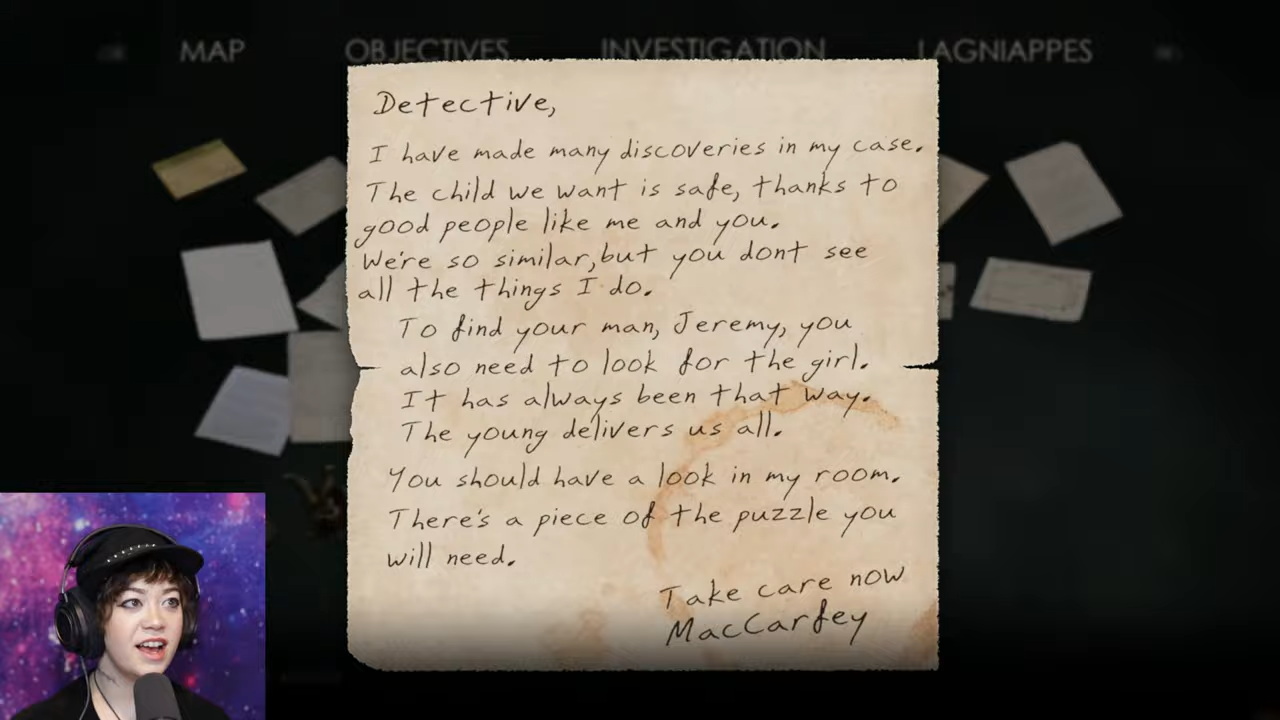 MAP OBJECTIVES INVESTIGATION LAGNIAPPES
Detective,
I have made many discoveries in my case.
The child we want is safe, thanks to
good people like me and you.
We're so similar, but you dont see
all the things I do.
To find your man, Jeremy, you
also need to look for the girl.
It has always been that way.
The young delivers us all.
You should have a look in my room.
There's a piece of the puzzle you
will need.
Take care now
MacCarfey